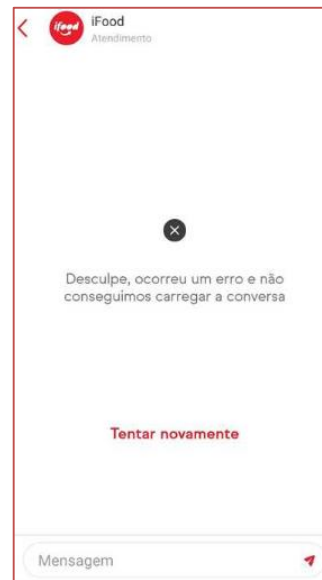 ifood
iFood
Atendimento
Desculpe, ocorreu um erro e não
conseguimos carregar a conversa
Tentar novamente
Mensagem